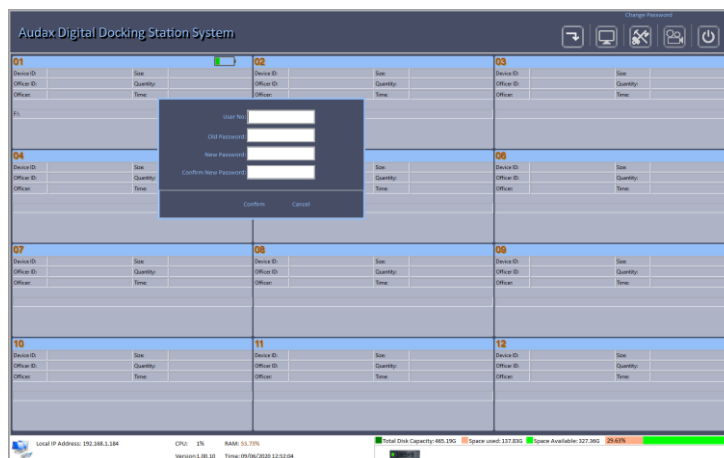 Change Password
Audax Digital Docking Station System
01 02 03
Device ID: Size: Device ID: Size: Device ID: Size:
Officer ID: Quantity: Officer ID: Quantity: Officer ID: Quantity:
Officer: Time: Officer: Time: Officer: Time:
F:\
User No:
Old Password:
New Password:
Confirm New Password:
Confirm Cancel
04 06
Device ID: Size: Size: Device ID: Size:
Officer ID: Quantity: Quantity: Officer ID: Quantity:
Officer: Time: Time: Officer: Time:
07 08 09
Device ID: Size: Device ID: Size: Device ID: Size:
Officer ID: Quantity: Officer ID: Quantity: Officer ID: Quantity:
Officer: Time: Officer: Time: Officer: Time:
10 11 12
Device ID: Size: Device ID: Size: Device ID: Size:
Officer ID: Quantity: Officer ID: Quantity: Officer ID: Quantity:
Officer: Time: Officer: Time: Officer: Time:
Local IP Address: 192.168.1.184 CPU: 1% RAM: 53.73% Total Disk Capacity: 465.19G Space used: 137.83G Space Available: 327.36G 29.63%
Version:1.00.10 Time: 09/06/2020 12:52:04